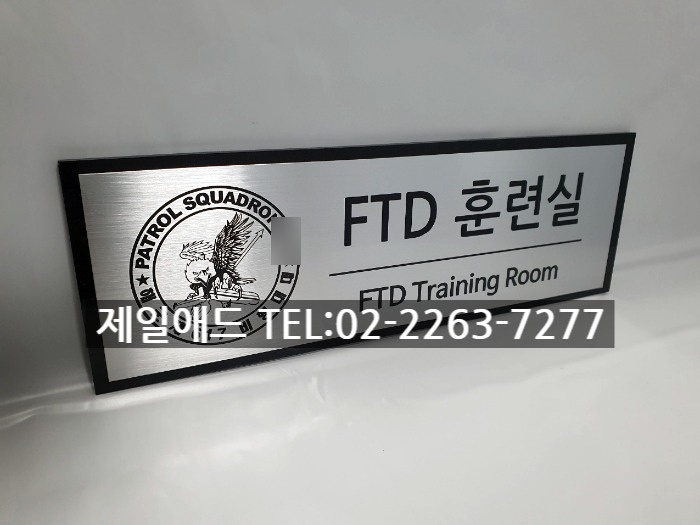 ★ PATROL SQUADRON
FTD 훈련실
FTD Training Room
제일애드 TEL:02-2263-7277